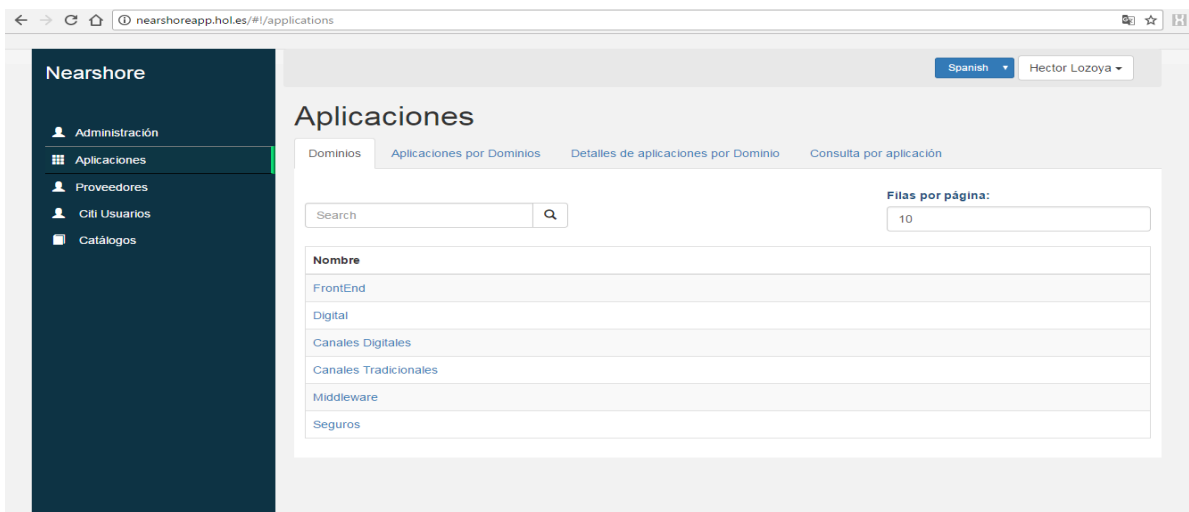 nearshoreapp.hol.es/#!/applications
Nearshore
Spanish
Hector Lozoya
Administración
Aplicaciones
Proveedores
Citi Usuarios
Catálogos
Aplicaciones
Dominios Aplicaciones por Dominios Detalles de aplicaciones por Dominio Consulta por aplicación
Filas por página:
Search
10
Nombre
FrontEnd
Digital
Canales Digitales
Canales Tradicionales
Middleware
Seguros